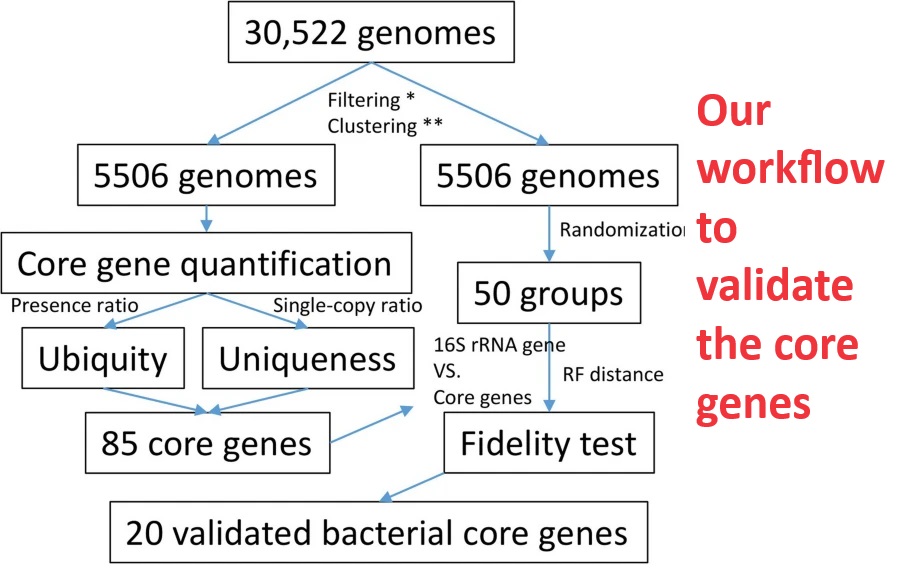 30,522 genomes
Filtering *
Clustering **
5506 genomes
5506 genomes
Randomization
Core gene quantification
50 groups
Presence ratio
Single-copy ratio
Ubiquity
Uniqueness
16S rRNA gene
VS.
Core genes
RF distance
85 core genes
Fidelity test
20 validated bacterial core genes
Our
workflow
to
validate
the core
genes